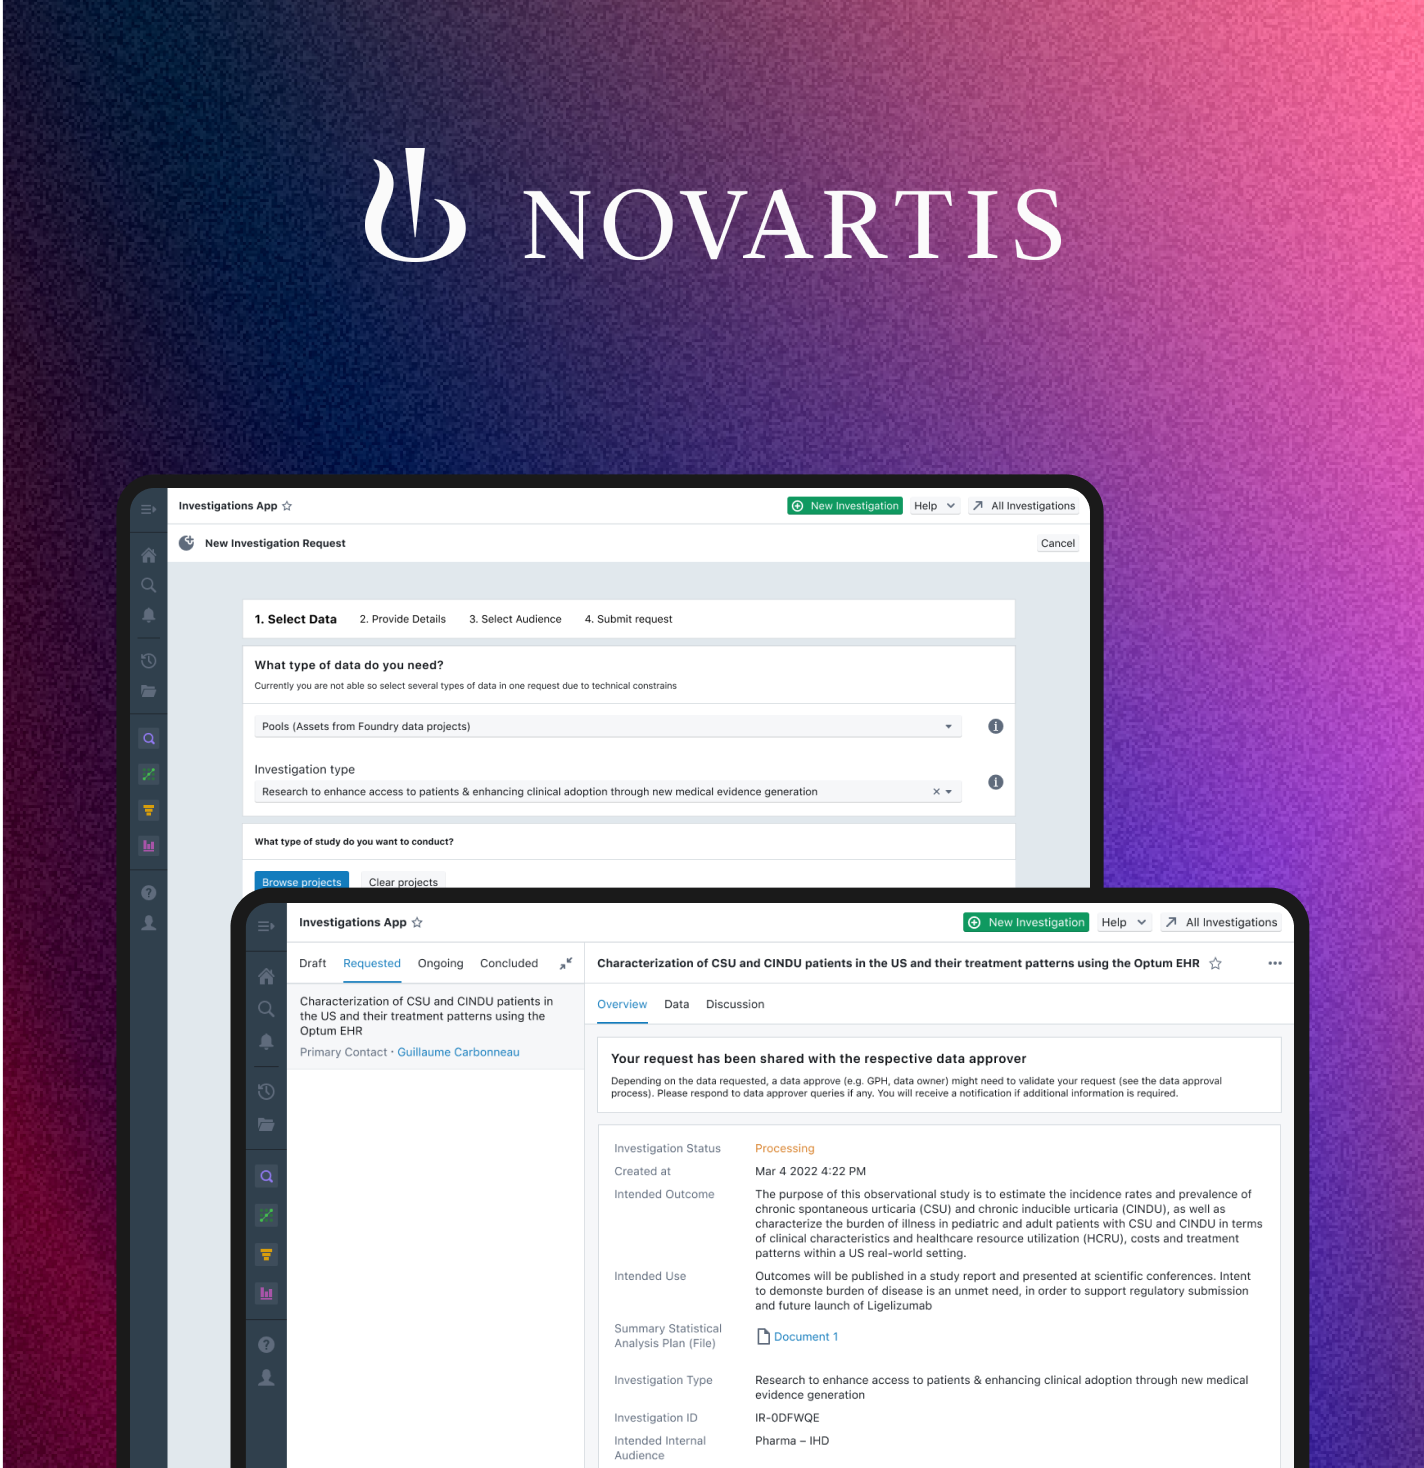 NOVARTIS
Investigations App
New Investigation
Help
All Investigations
New Investigation Request
Cancel
1. Select Data
2. Provide Details
3. Select Audience
4. Submit request
What type of data do you need?
Currently you are not able so select several types of data in one request due to technical constrains
Pools (Assets from Foundry data projects)
Investigation type
Research to enhance access to patients & enhancing clinical adoption through new medical evidence generation
What type of study do you want to conduct?
Browse projects
Clear projects
Investigations App
New Investigation
Help
All Investigations
Draft
Requested
Ongoing
Concluded
Characterization of CSU and CINDU patients in
the US and their treatment patterns using the
Optum EHR
Primary Contact • Guillaume Carbonneau
Characterization of CSU and CINDU patients in the US and their treatment patterns using the Optum EHR
Overview
Data
Discussion
Your request has been shared with the respective data approver
Depending on the data requested, a data approve (e.g. GPH, data owner) might need to validate your request (see the data approval
process). Please respond to data approver queries if any. You will receive a notification if additional information is required.
Investigation Status
Processing
Created at
Mar 4 2022 4:22 PM
Intended Outcome
The purpose of this observational study is to estimate the incidence rates and prevalence of
chronic spontaneous urticaria (CSU) and chronic inducible urticaria (CINDU), as well as
characterize the burden of illness in pediatric and adult patients with CSU and CINDU in terms
of clinical characteristics and healthcare resource utilization (HCRU), costs and treatment
patterns within a US real-world setting.
Intended Use
Outcomes will be published in a study report and presented at scientific conferences. Intent
to demonste burden of disease is an unmet need, in order to support regulatory submission
and future launch of Ligelizumab
Summary Statistical
Analysis Plan (File)
Document 1
Investigation Type
Research to enhance access to patients & enhancing clinical adoption through new medical
evidence generation
Investigation ID
IR-0DFWQE
Intended Internal
Audience
Pharma – IHD